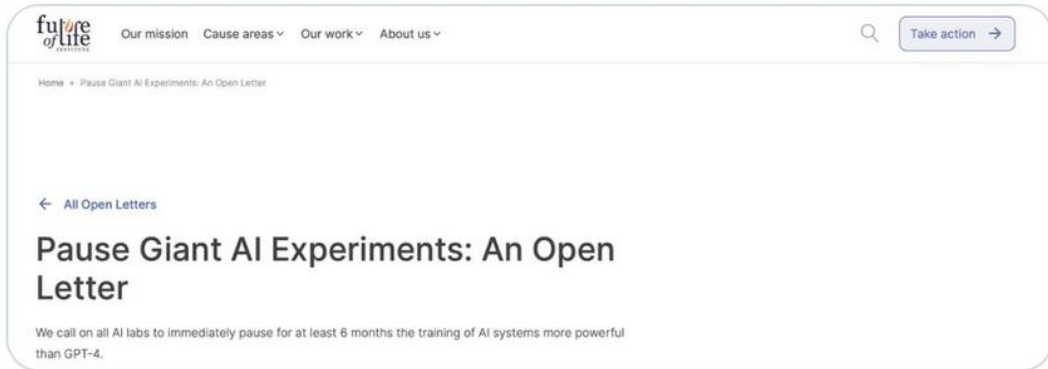 future
of life
INSTITUTE
Our mission Cause areas Our work About us
Take action
Home Pause Giant AI Experiments: An Open Letter
All Open Letters
Pause Giant AI Experiments: An Open
Letter
We call on all AI labs to immediately pause for at least 6 months the training of AI systems more powerful
than GPT-4.